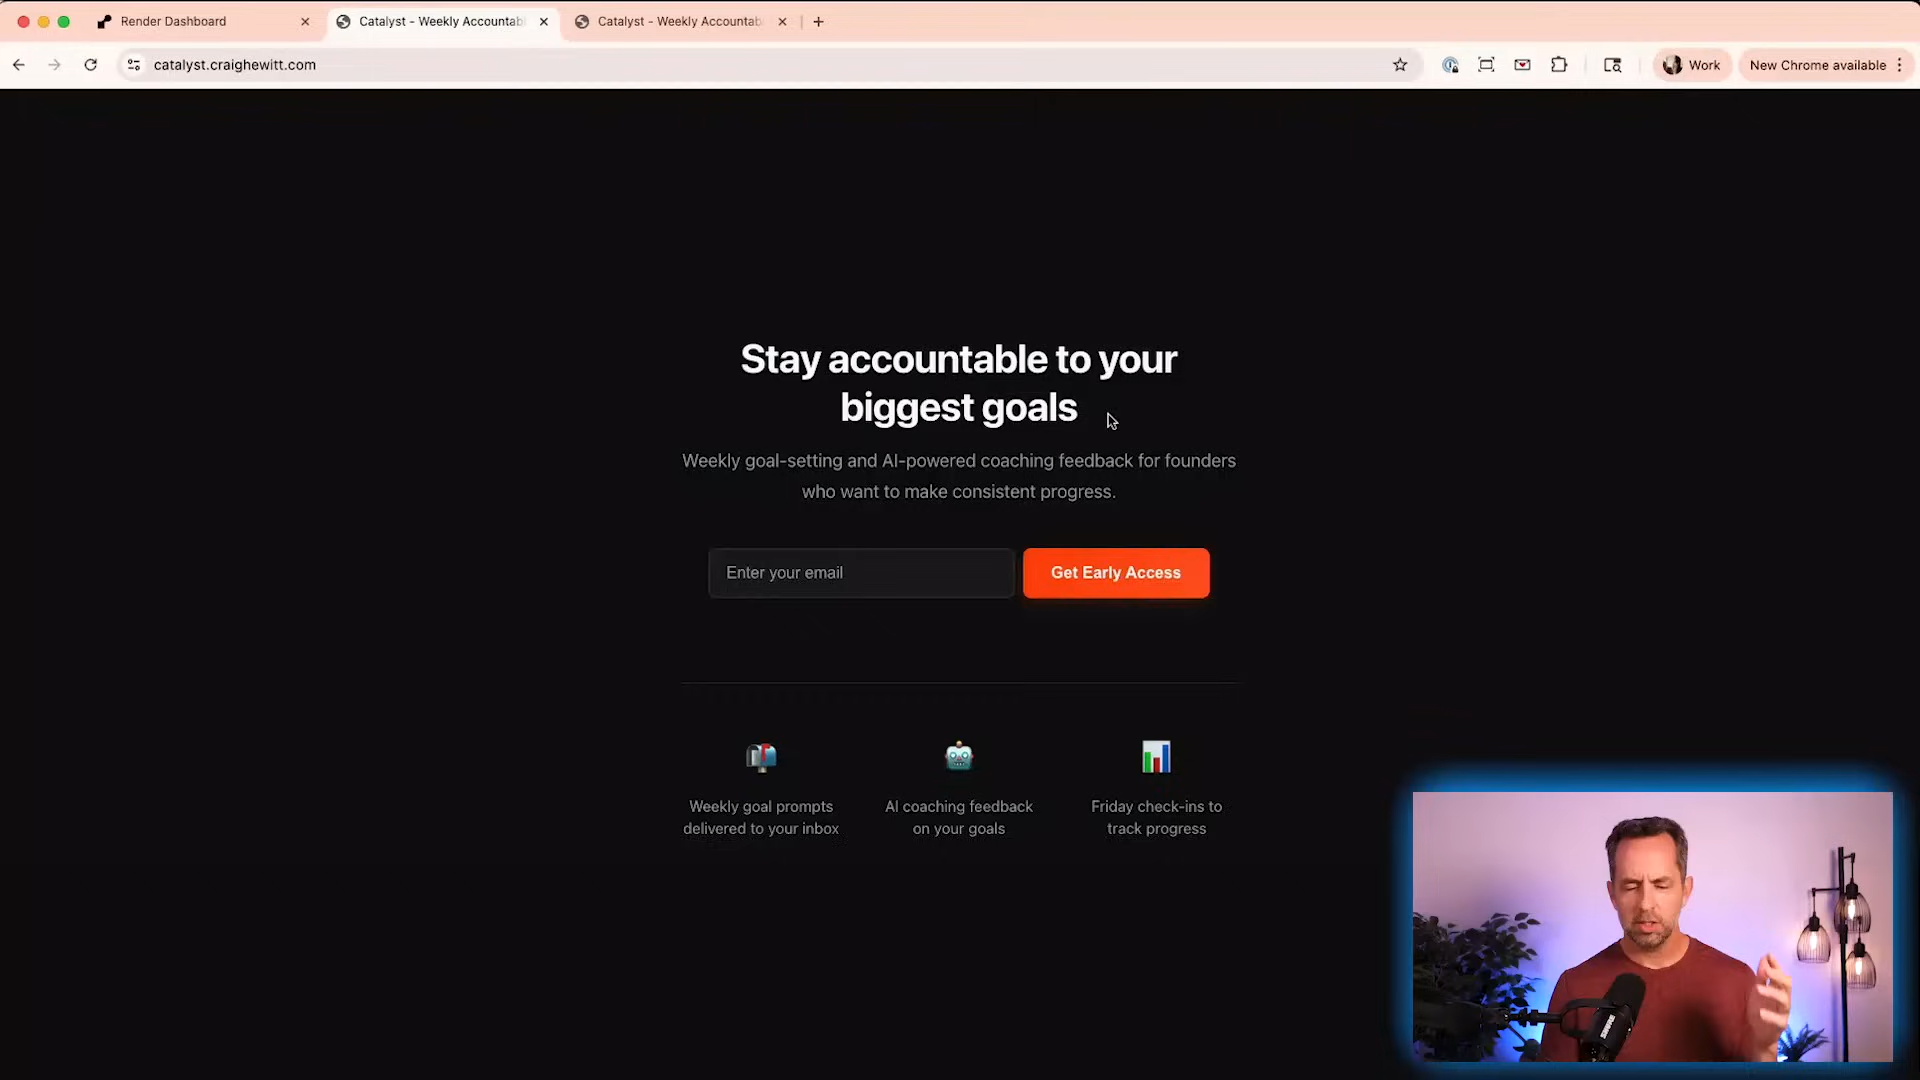 Render Dashboard
Catalyst - Weekly Accountab
Catalyst - Weekly Accountab
catalyst.craighewitt.com
Work
New Chrome available
Stay accountable to your
biggest goals
Weekly goal-setting and AI-powered coaching feedback for founders
who want to make consistent progress.
Enter your email
Get Early Access
Weekly goal prompts
delivered to your inbox
AI coaching feedback
on your goals
Friday check-ins to
track progress
SHURE